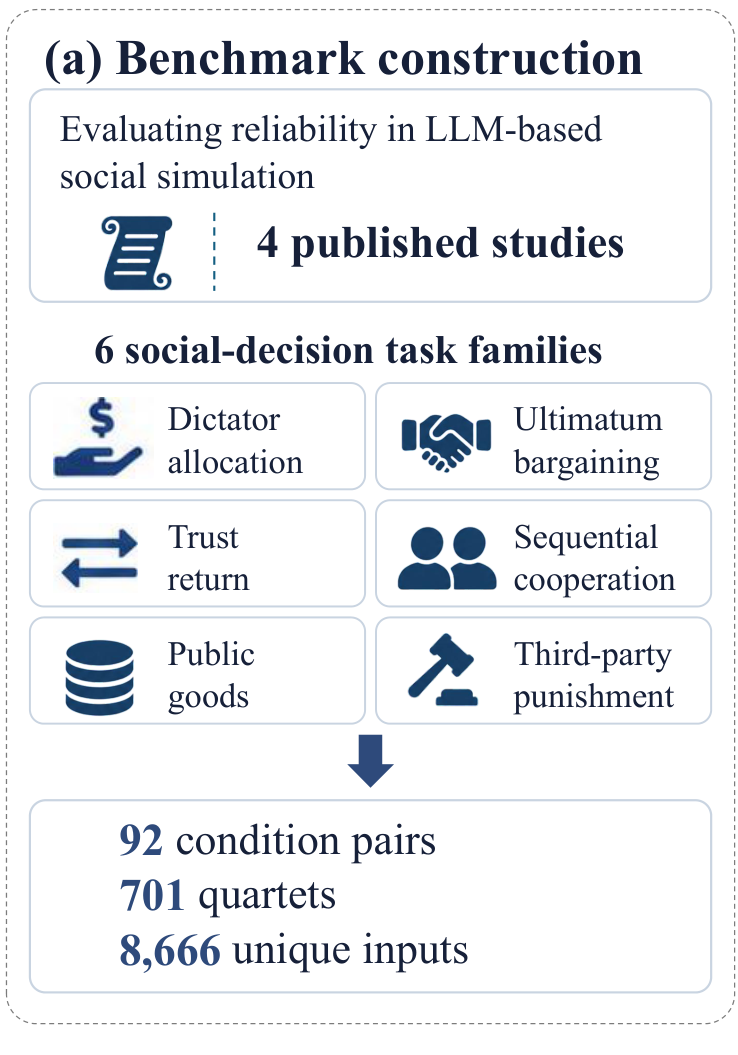 (a) Benchmark construction
Evaluating reliability in LLM-based
social simulation
4 published studies
6 social-decision task families
Dictator
allocation
Ultimatum
bargaining
Trust
return
Sequential
cooperation
Public
goods
Third-party
punishment
92 condition pairs
701 quartets
8,666 unique inputs